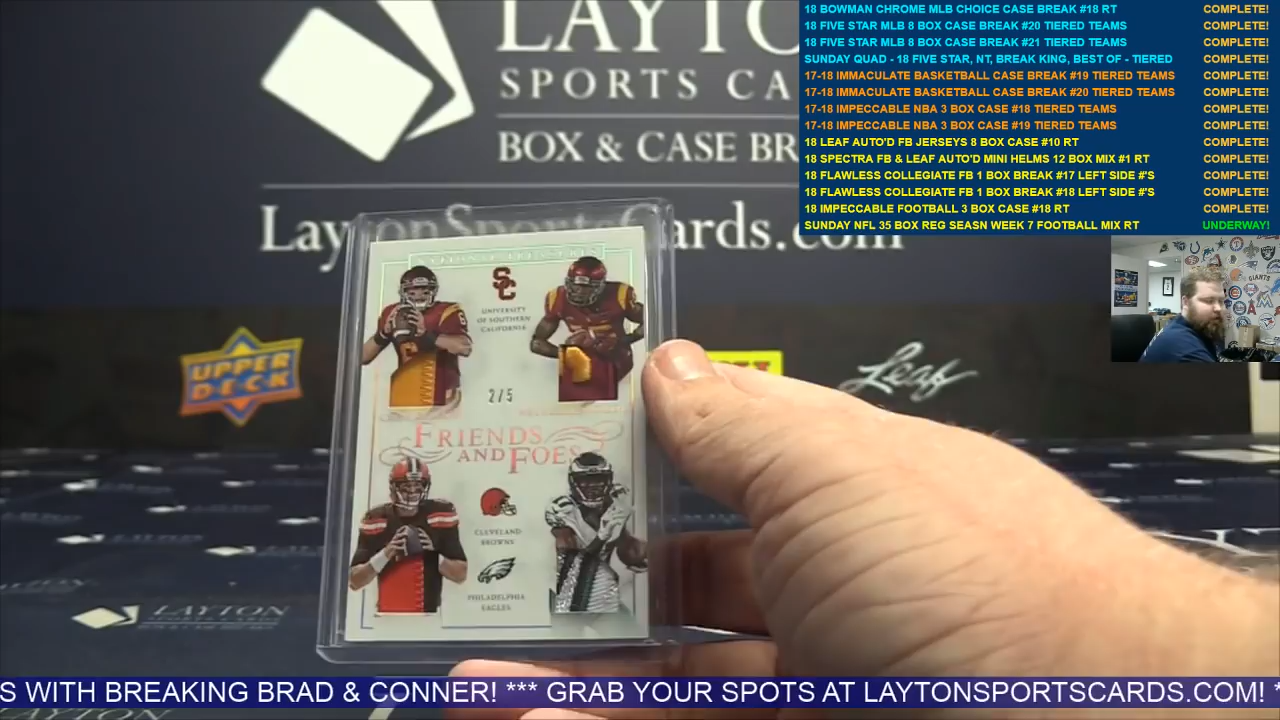 LAYTO
SPORTS CA
BOX & CASE BR
LaytonSportsCards.com
18 BOWMAN CHROME MLB CHOICE CASE BREAK #18 RT COMPLETE!
18 FIVE STAR MLB 8 BOX CASE BREAK #20 TIERED TEAMS COMPLETE!
18 FIVE STAR MLB 8 BOX CASE BREAK #21 TIERED TEAMS COMPLETE!
SUNDAY QUAD - 18 FIVE STAR, NT, BREAK KING, BEST OF - TIERED COMPLETE!
17-18 IMMACULATE BASKETBALL CASE BREAK #19 TIERED TEAMS COMPLETE!
17-18 IMMACULATE BASKETBALL CASE BREAK #20 TIERED TEAMS COMPLETE!
17-18 IMPECCABLE NBA 3 BOX CASE #18 TIERED TEAMS COMPLETE!
17-18 IMPECCABLE NBA 3 BOX CASE #19 TIERED TEAMS COMPLETE!
18 LEAF AUTO'D FB JERSEYS 8 BOX CASE #10 RT COMPLETE!
18 SPECTRA FB & LEAF AUTO'D MINI HELMS 12 BOX MIX #1 RT COMPLETE!
18 FLAWLESS COLLEGIATE FB 1 BOX BREAK #17 LEFT SIDE #'S COMPLETE!
18 FLAWLESS COLLEGIATE FB 1 BOX BREAK #18 LEFT SIDE #'S COMPLETE!
18 IMPECCABLE FOOTBALL 3 BOX CASE #18 RT COMPLETE!
SUNDAY NFL 35 BOX REG SEASN WEEK 7 FOOTBALL MIX RT UNDERWAY!
NATIONAL TREASURES
SC
UNIVERSITY
OF SOUTHERN
CALIFORNIA
2/5
FRIENDS
AND FOES
CLEVELAND
BROWNS
PHILADELPHIA
EAGLES
UPPER
DECK
Leaf
LAYTON
SPORTS CARDS
S WITH BREAKING BRAD & CONNER! *** GRAB YOUR SPOTS AT LAYTONSPORTSCARDS.COM! *